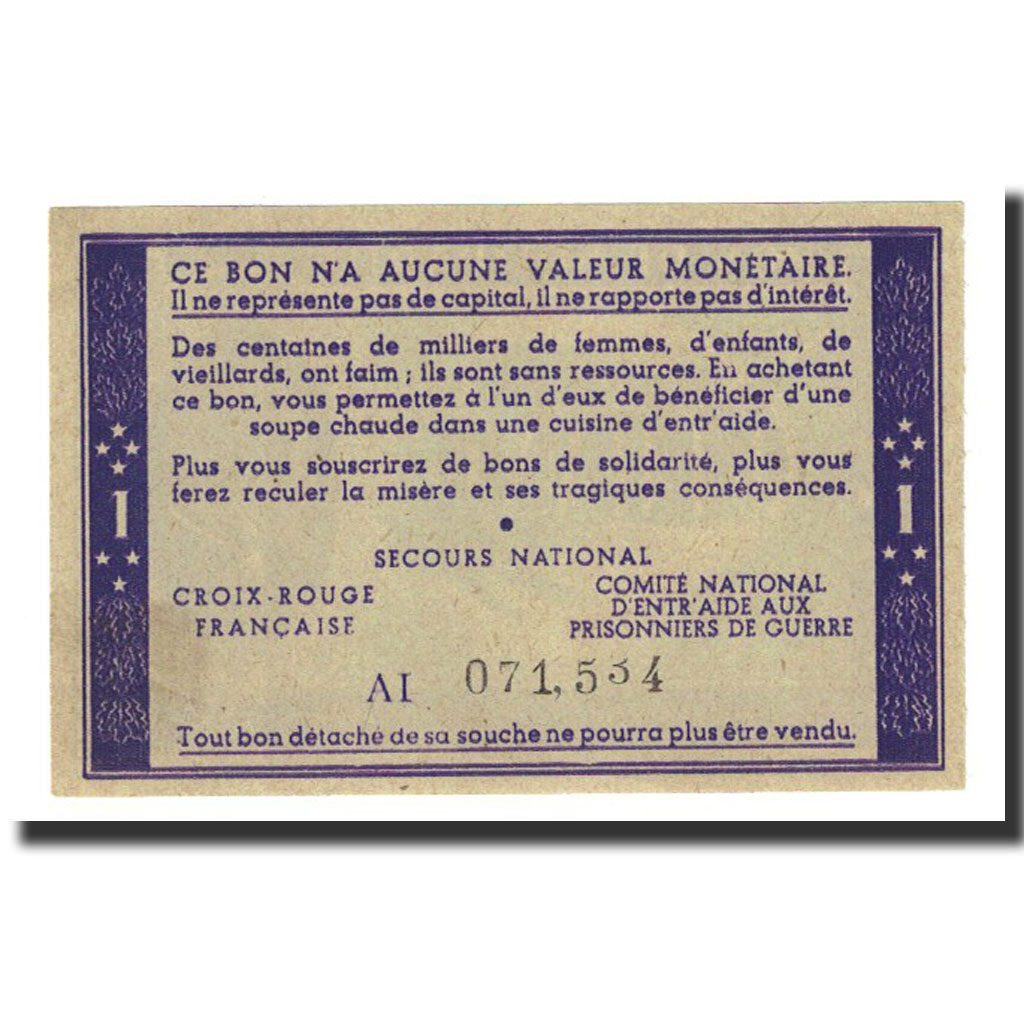 CE BON N'A AUCUNE VALEUR MONÉTAIRE.
Il ne représente pas de capital, il ne rapporte pas d'intérêt.
Des centaines de milliers de femmes, d'enfants, de
vieillards, ont faim ; ils sont sans ressources. En achetant
ce bon, vous permettez à l'un d'eux de bénéficier d'une
soupe chaude dans une cuisine d'entr'aide.
Plus vous souscrirez de bons de solidarité, plus vous
ferez reculer la misère et ses tragiques conséquences.
1 1
SECOURS NATIONAL
CROIX-ROUGE
FRANÇAISE
COMITÉ NATIONAL
D'ENTR'AIDE AUX
PRISONNIERS DE GUERRE
AI 071,534
Tout bon détaché de sa souche ne pourra plus être vendu.